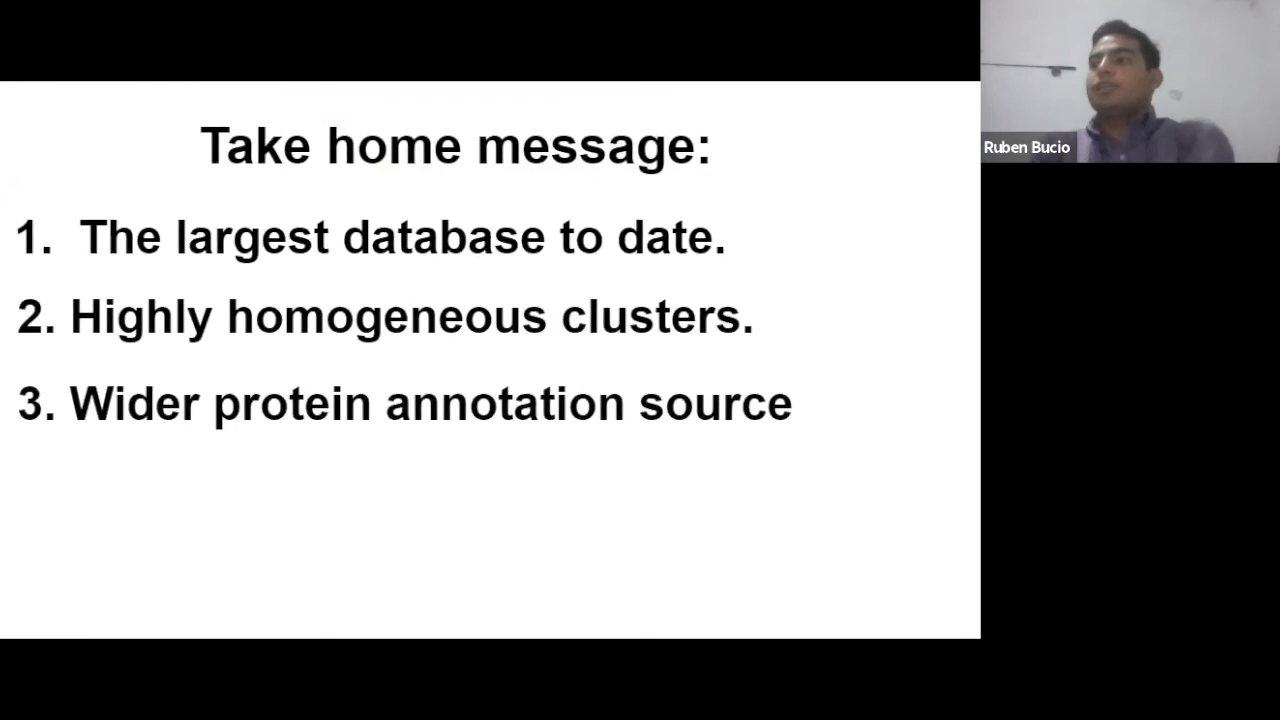 Take home message:
1. The largest database to date.
2. Highly homogeneous clusters.
3. Wider protein annotation source
Ruben Bucio